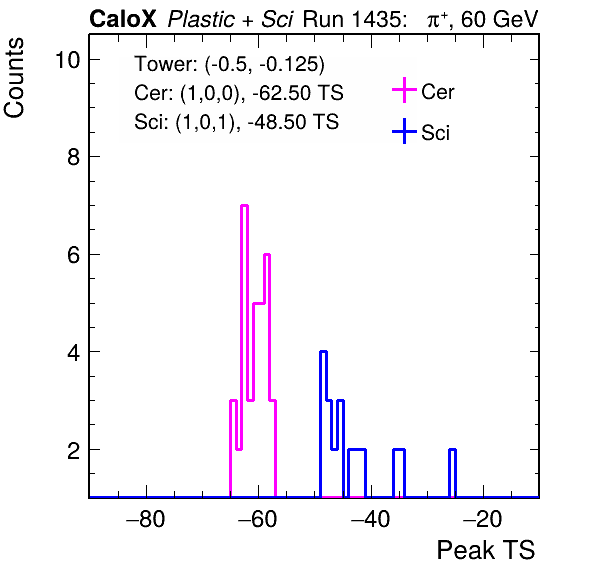 CaloX Plastic + Sci Run 1435: π⁺, 60 GeV
Counts
Tower: (-0.5, -0.125)
Cer: (1,0,0), -62.50 TS
Sci: (1,0,1), -48.50 TS
Cer
Sci
10
8
6
4
2
−80 −60 −40 −20
Peak TS